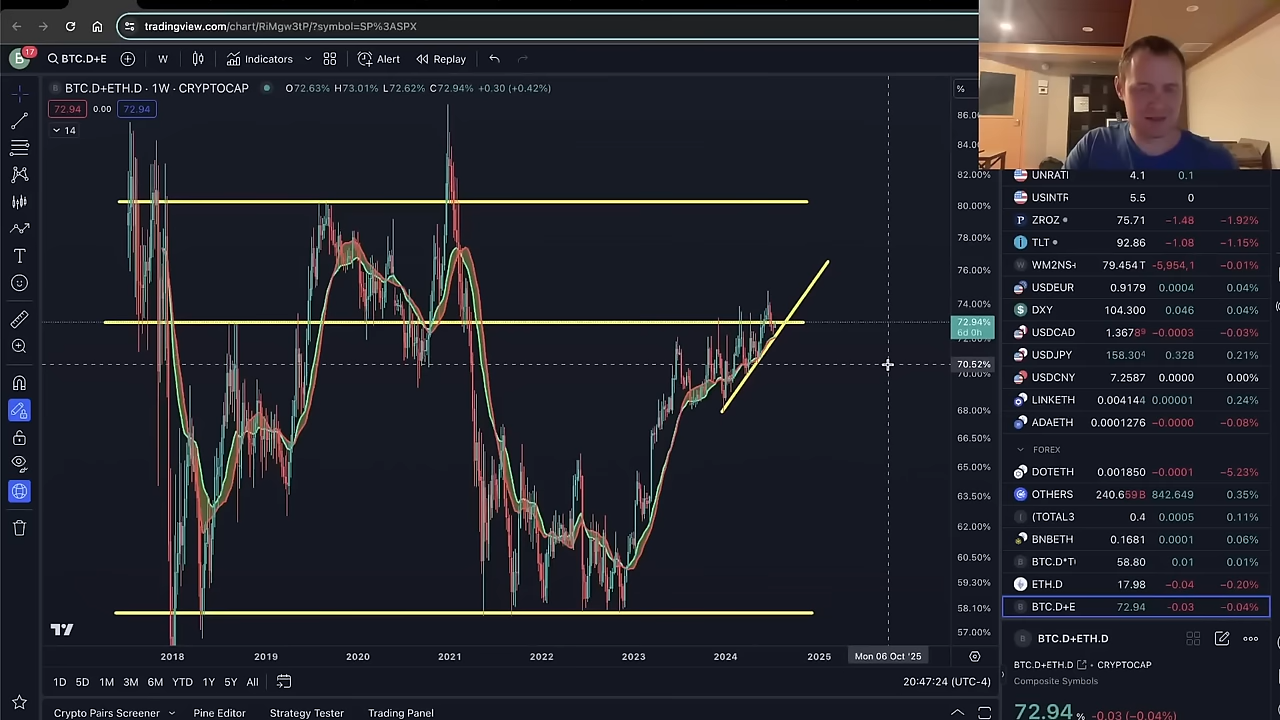 tradingview.com/chart/RiMgw3tP/?symbol=SP%3ASPX
B 17 BTC.D+E W Indicators Alert Replay
BTC.D+ETH.D · 1W · CRYPTOCAP O72.63% H73.01% L72.62% C72.94% +0.30 (+0.42%)
72.94 0.00 72.94
14
%
86.00
84.00
82.00%
80.00%
78.00%
76.00%
74.00%
72.94%
6d 0h
72.00%
70.52%
70.00%
68.00%
66.50%
65.00%
63.50%
62.00%
60.50%
59.30%
58.10%
57.00%
2018 2019 2020 2021 2022 2023 2024 2025 Mon 06 Oct '25
1D 5D 1M 3M 6M YTD 1Y 5Y All 20:47:24 (UTC-4)
Crypto Pairs Screener Pine Editor Strategy Tester Trading Panel
UNRATI 4.1 0.1
USINTR 5.5 0
ZROZ 75.71 −1.48 −1.92%
TLT 92.86 −1.08 −1.15%
WM2NS+ 79.454T −5,954,1 −0.01%
USDEUR 0.9179 0.0004 0.04%
DXY 104.300 0.046 0.04%
USDCAD 1.36789 −0.0003 −0.03%
USDJPY 158.304 0.328 0.21%
USDCNY 7.2587 0.0000 0.00%
LINKETH 0.004144 0.00001 0.24%
ADAETH 0.0001276 −0.0000 −0.08%
FOREX
DOTETH 0.001850 −0.0001 −5.23%
OTHERS 240.659B 842.649 0.35%
(TOTAL3 0.4 0.0005 0.11%
BNBETH 0.1681 0.0001 0.06%
BTC.D*T 58.80 0.01 0.01%
ETH.D 17.98 −0.04 −0.20%
BTC.D+E 72.94 −0.03 −0.04%
BTC.D+ETH.D
BTC.D+ETH.D · CRYPTOCAP
Composite Symbols
72.94 % −0.03 (−0.04%)